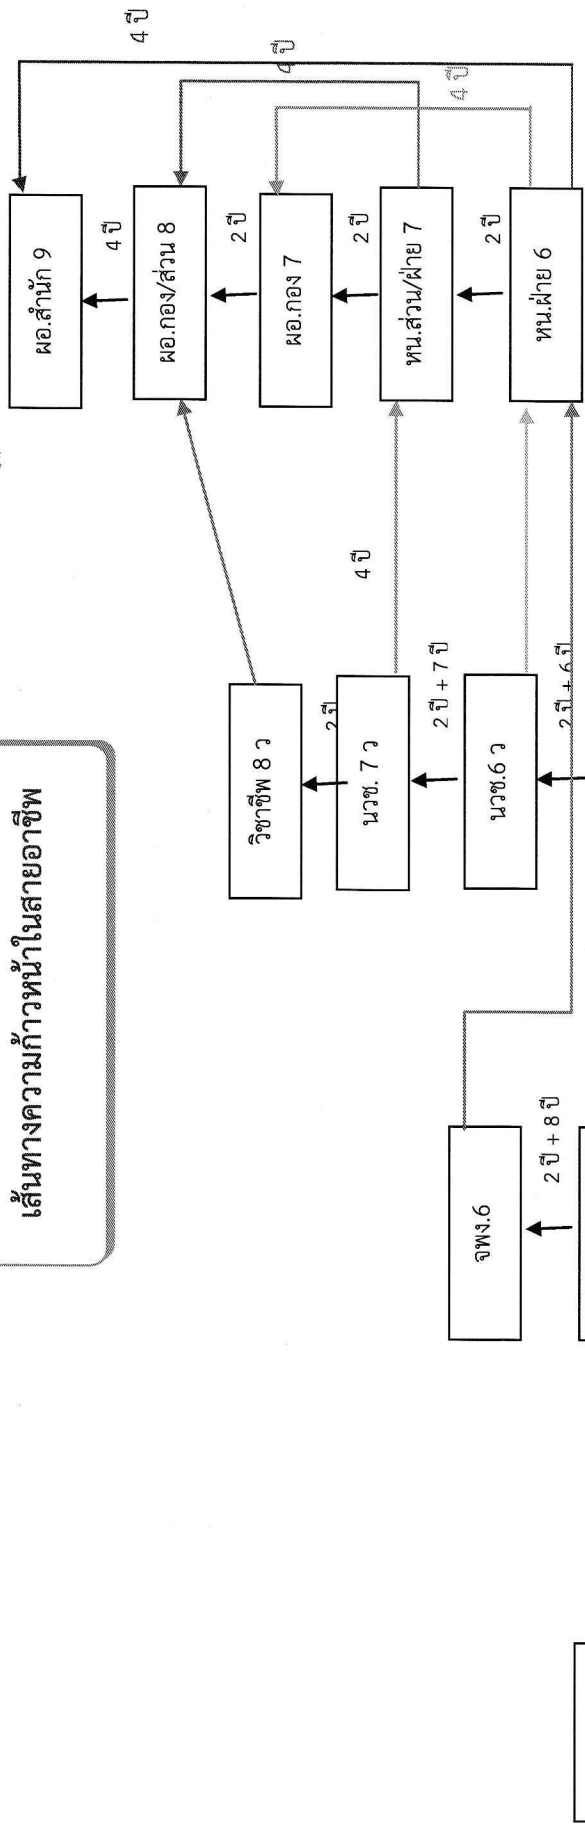 เส้นทางความก้าวหน้าในสายอาชีพ
ผอ.สำนัก 9
4 ปี
4 ปี
ผอ.กอง/ส่วน 8
4 ปี
2 ปี
ผอ.กอง 7
4 ปี
2 ปี
หน.ส่วน/ฝ่าย 7
2 ปี
หน.ฝ่าย 6
วิชาชีพ 8 ว
2 ปี
4 ปี
นวช. 7 ว
2 ปี + 7 ปี
นวช.6 ว
2 ปี + 6 ปี
จพง.6
2 ปี + 8 ปี